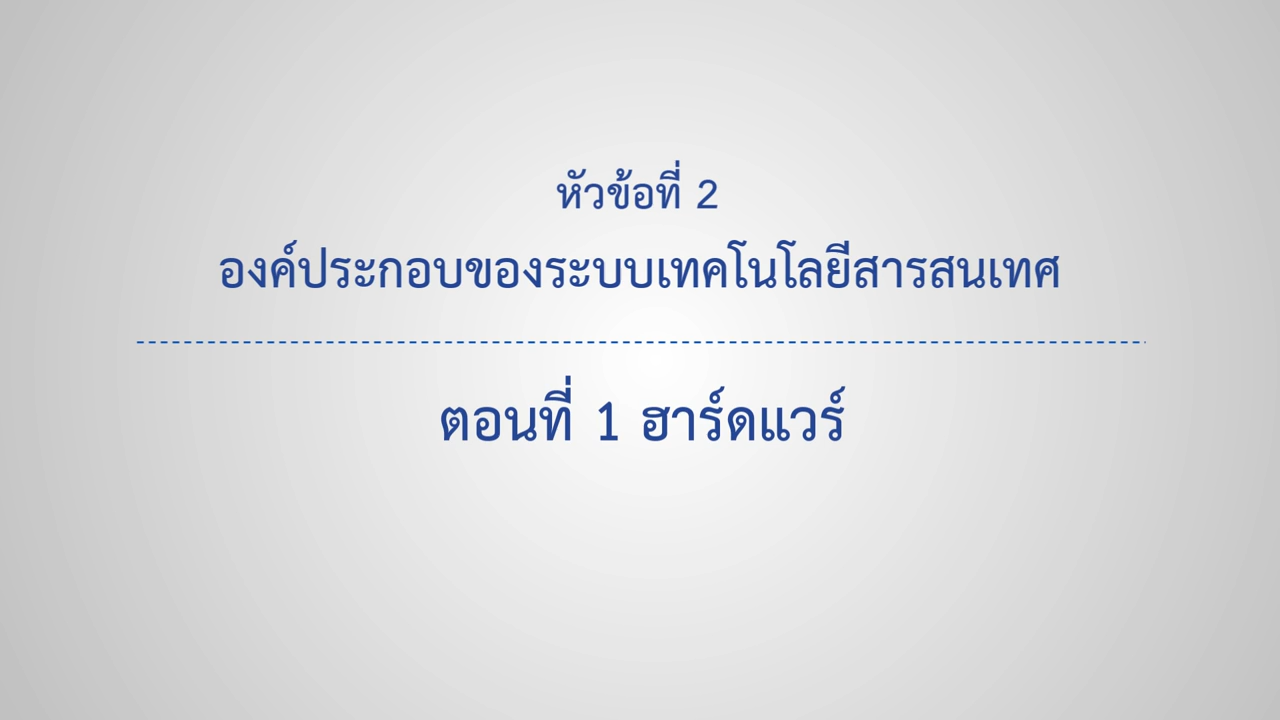 หัวข้อที่ 2
องค์ประกอบของระบบเทคโนโลยีสารสนเทศ
ตอนที่ 1 ฮาร์ดแวร์